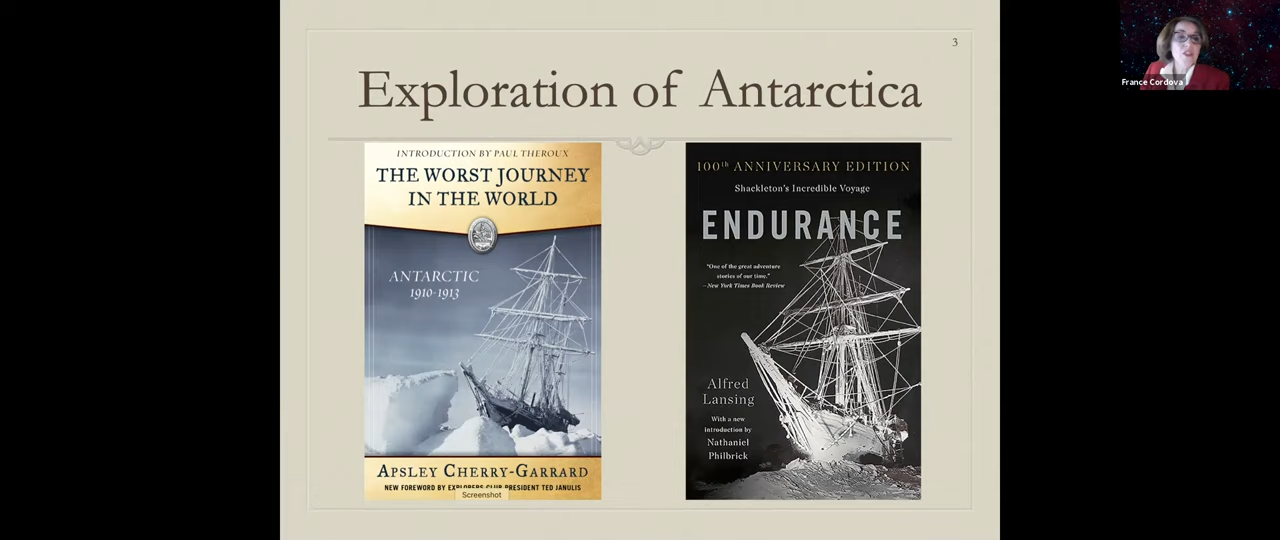 3
Exploration of Antarctica
INTRODUCTION BY PAUL THEROUX
THE WORST JOURNEY
IN THE WORLD
ANTARCTIC
1910-1913
APSLEY CHERRY-GARRARD
NEW FOREWORD BY EXPLORERS CLUB PRESIDENT TED JANULIS
Screenshot
100th ANNIVERSARY EDITION
Shackleton's Incredible Voyage
ENDURANCE
"One of the great adventure
stories of our time."
—New York Times Book Review
Alfred
Lansing
With a new
introduction by
Nathaniel
Philbrick
France Cordova